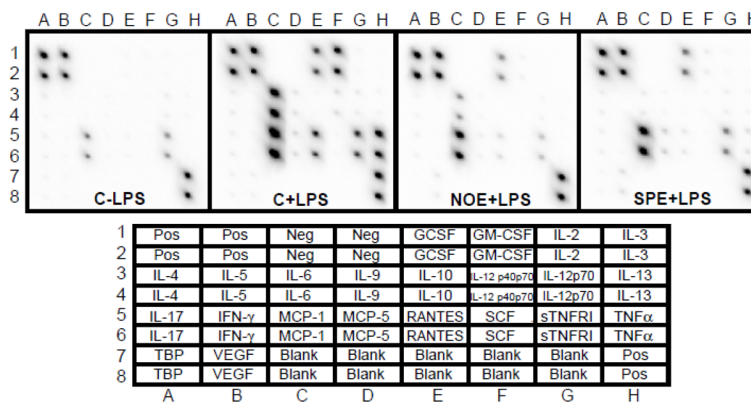 A B C D E F G H A B C D E F G H A B C D E F G H A B C D E F G H
1
2
3
4
5
6
7
8
C-LPS C+LPS NOE+LPS SPE+LPS
1 Pos Pos Neg Neg GCSF GM-CSF IL-2 IL-3
2 Pos Pos Neg Neg GCSF GM-CSF IL-2 IL-3
3 IL-4 IL-5 IL-6 IL-9 IL-10 IL-12 p40p70 IL-12p70 IL-13
4 IL-4 IL-5 IL-6 IL-9 IL-10 IL-12 p40p70 IL-12p70 IL-13
5 IL-17 IFN-γ MCP-1 MCP-5 RANTES SCF sTNFRI TNFα
6 IL-17 IFN-γ MCP-1 MCP-5 RANTES SCF sTNFRI TNFα
7 TBP VEGF Blank Blank Blank Blank Blank Pos
8 TBP VEGF Blank Blank Blank Blank Blank Pos
A B C D E F G H